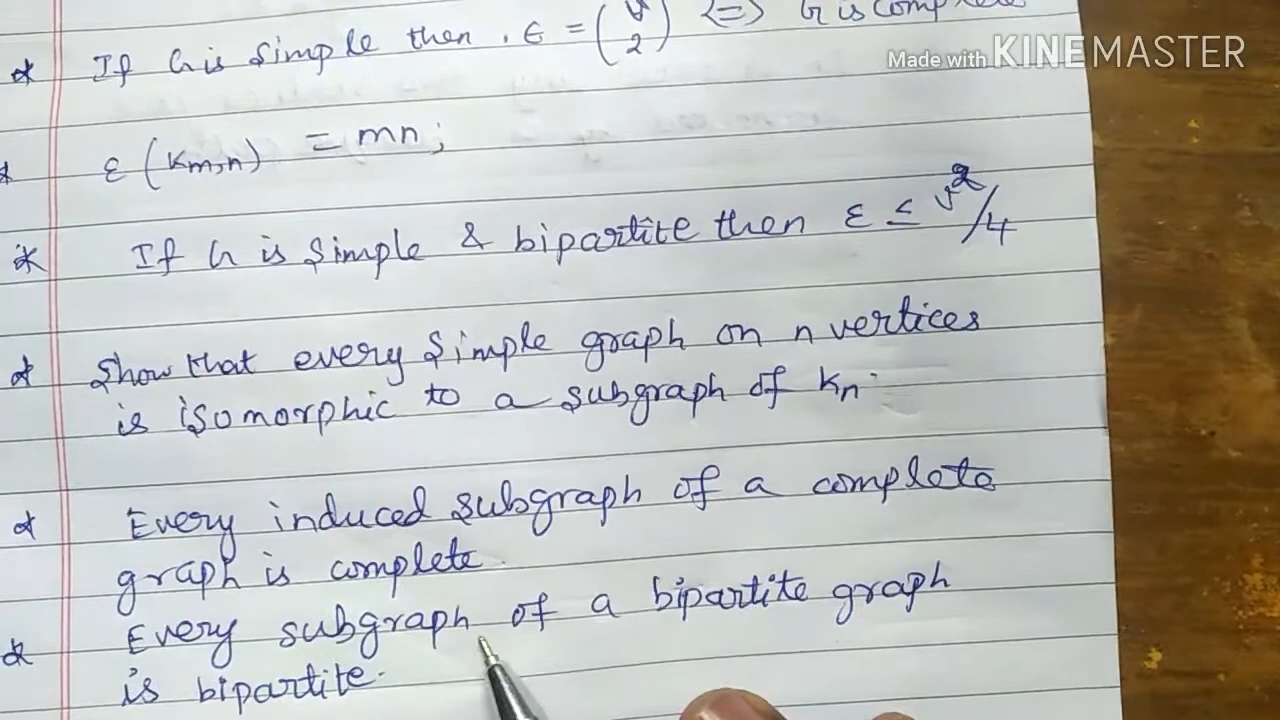 * If G is simple then, ε = (ν 2) <=> G is complete
Made with KINEMASTER
* ε (Km,n) = mn;
* If G is simple & bipartite then ε ≤ ν²/4
* Show that every simple graph on n vertices
is isomorphic to a subgraph of Kn.
* Every induced subgraph of a complete
graph is complete.
* Every subgraph of a bipartite graph
is bipartite.